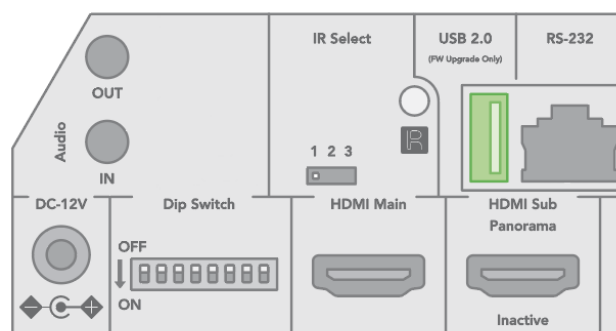 IR Select
USB 2.0
(FW Upgrade Only)
RS-232
OUT
Audio
IN
1 2 3
R
DC-12V
Dip Switch
HDMI Main
HDMI Sub
Panorama
OFF
ON
Inactive